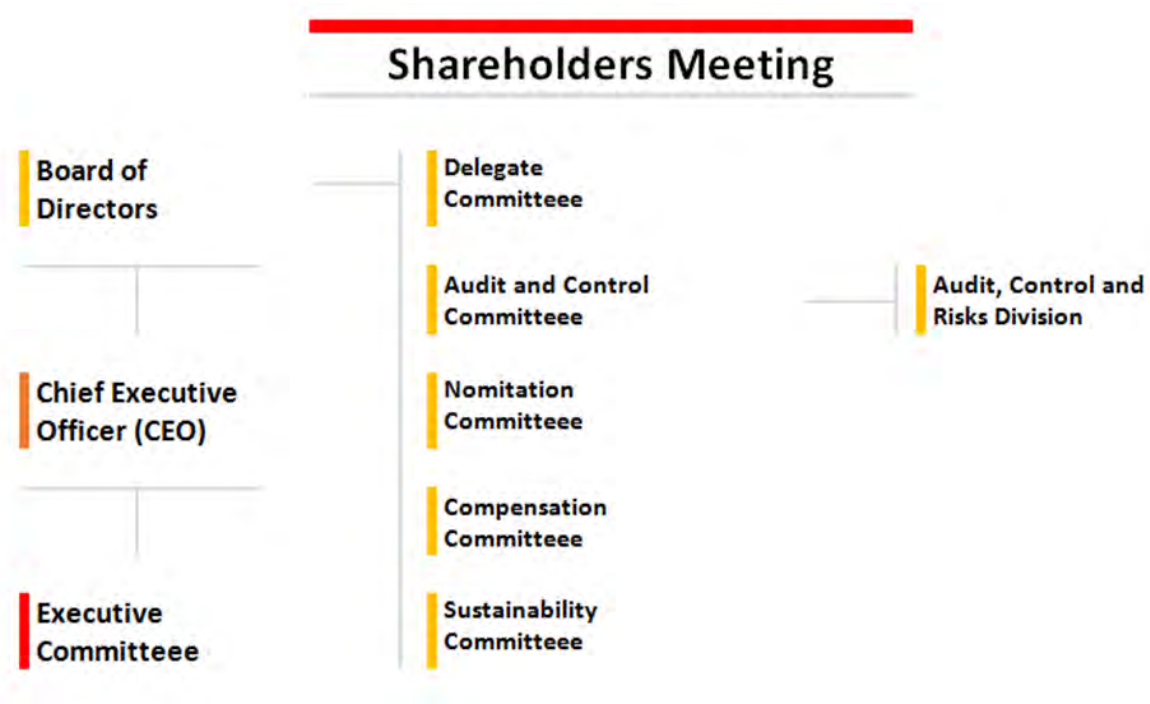 Shareholders Meeting
Board of
Directors
Delegate
Committeee
Audit and Control
Committeee
Audit, Control and
Risks Division
Chief Executive
Officer (CEO)
Nomitation
Committeee
Compensation
Committeee
Executive
Committeee
Sustainability
Committeee